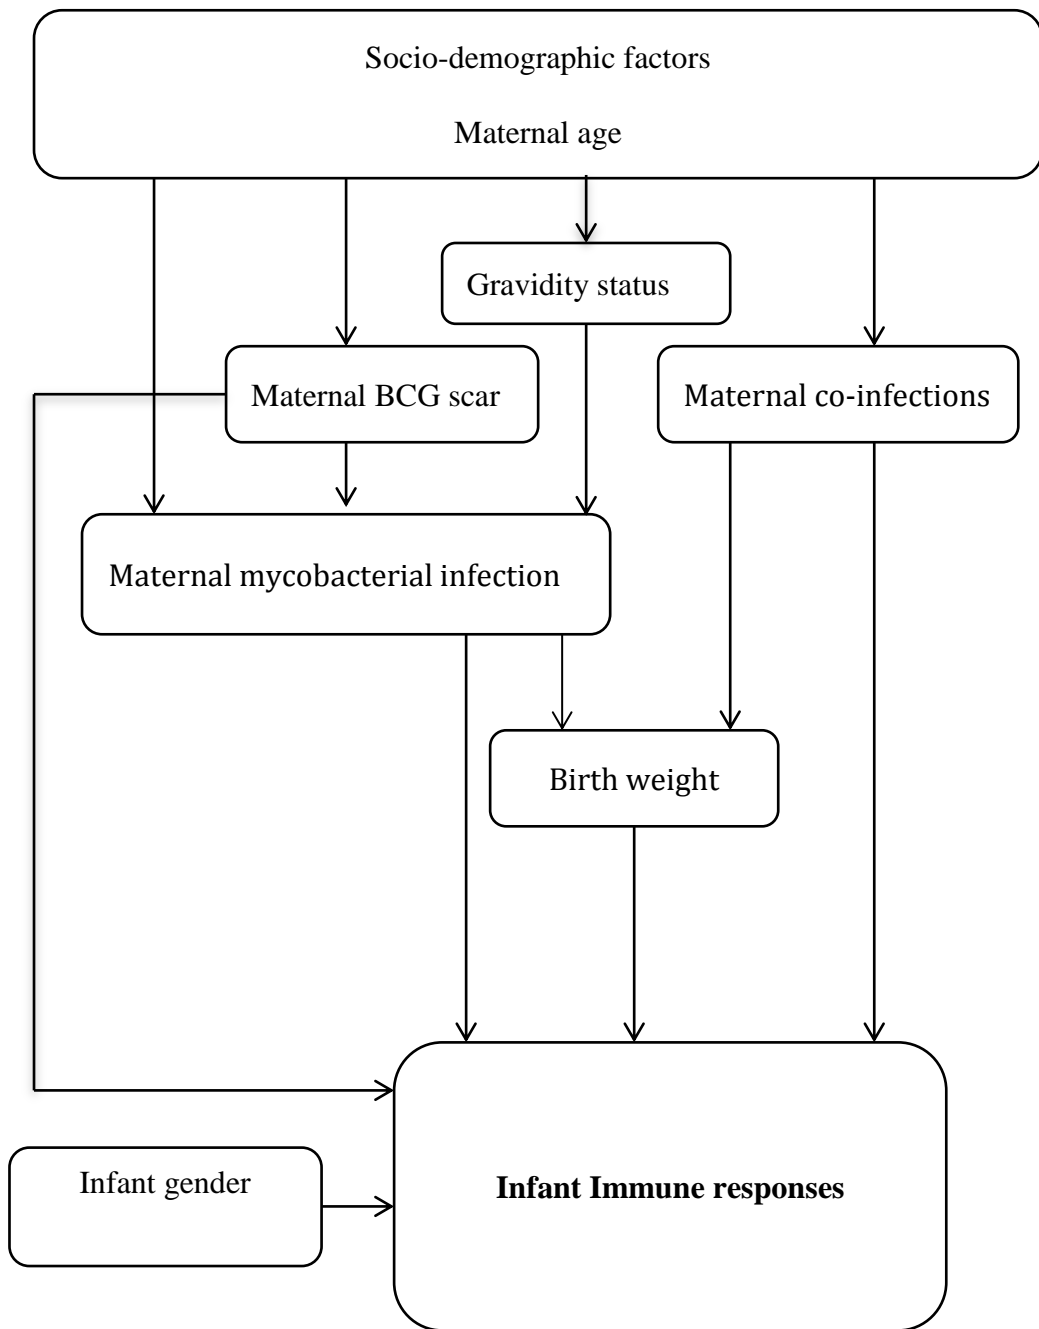 Socio-demographic factors
Maternal age
Gravidity status
Maternal BCG scar
Maternal co-infections
Maternal mycobacterial infection
Birth weight
Infant gender
Infant Immune responses